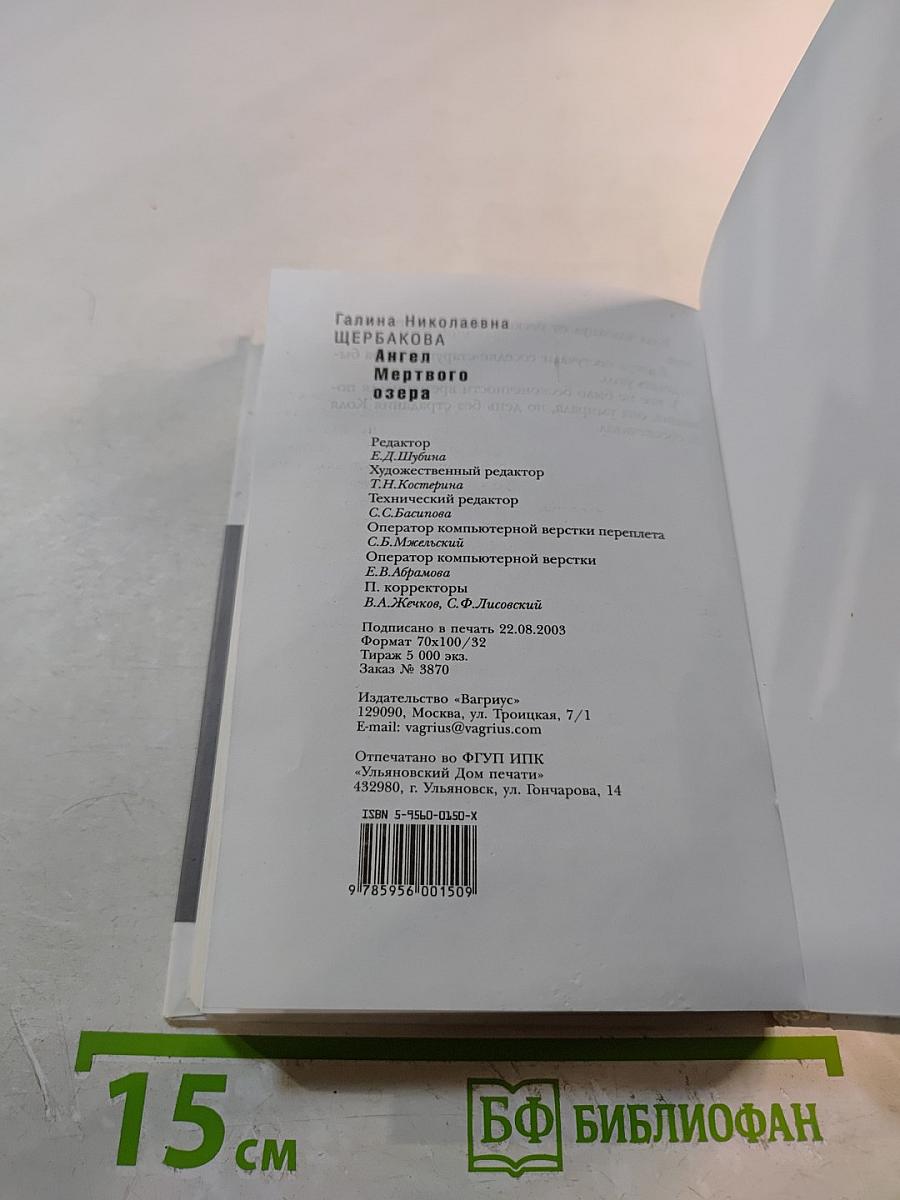 Галина Николаевна
ЩЕРБАКОВА
Ангел
Мертвого
озера
Редактор
Е.Д.Шубина
Художественный редактор
Т.Н.Костерина
Технический редактор
С.С.Басипова
Оператор компьютерной верстки переплета
С.Б.Мжельский
Оператор компьютерной верстки
Е.В.Абрамова
П. корректоры
В.А.Жечков, С.Ф.Лисовский
Подписано в печать 22.08.2003
Формат 70x100/32
Тираж 5 000 экз.
Заказ № 3870
Издательство «Вагриус»
129090, Москва, ул. Троицкая, 7/1
E-mail: vagrius@vagrius.com
Отпечатано во ФГУП ИПК
«Ульяновский Дом печати»
432980, г. Ульяновск, ул. Гончарова, 14
ISBN 5-9560-0150-X
9 785956 001509
15 см
БФ БИБЛИОФАН